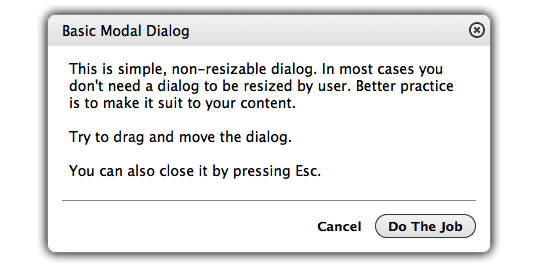 Basic Modal Dialog
This is simple, non-resizable dialog. In most cases you
don't need a dialog to be resized by user. Better practice
is to make it suit to your content.
Try to drag and move the dialog.
You can also close it by pressing Esc.
Cancel Do The Job